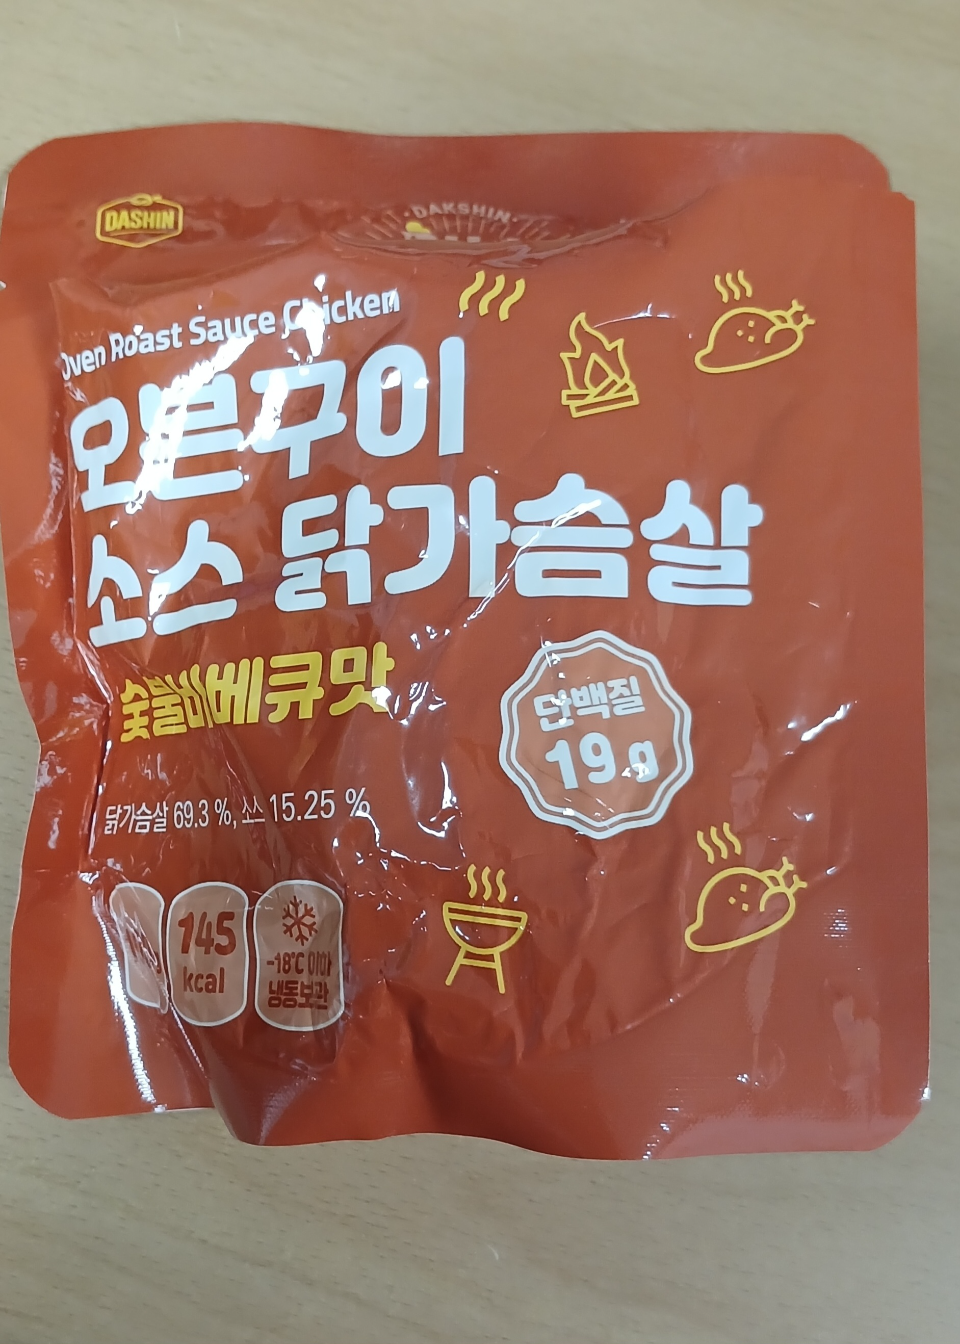 DASHIN
DAKSHIN
Oven Roast Sauce Chicken
오븐구이
소스 닭가슴살
숯불바베큐맛
단백질
19g
닭가슴살 69.3 %, 소스 15.25 %
145
kcal
-18℃ 이하
냉동보관